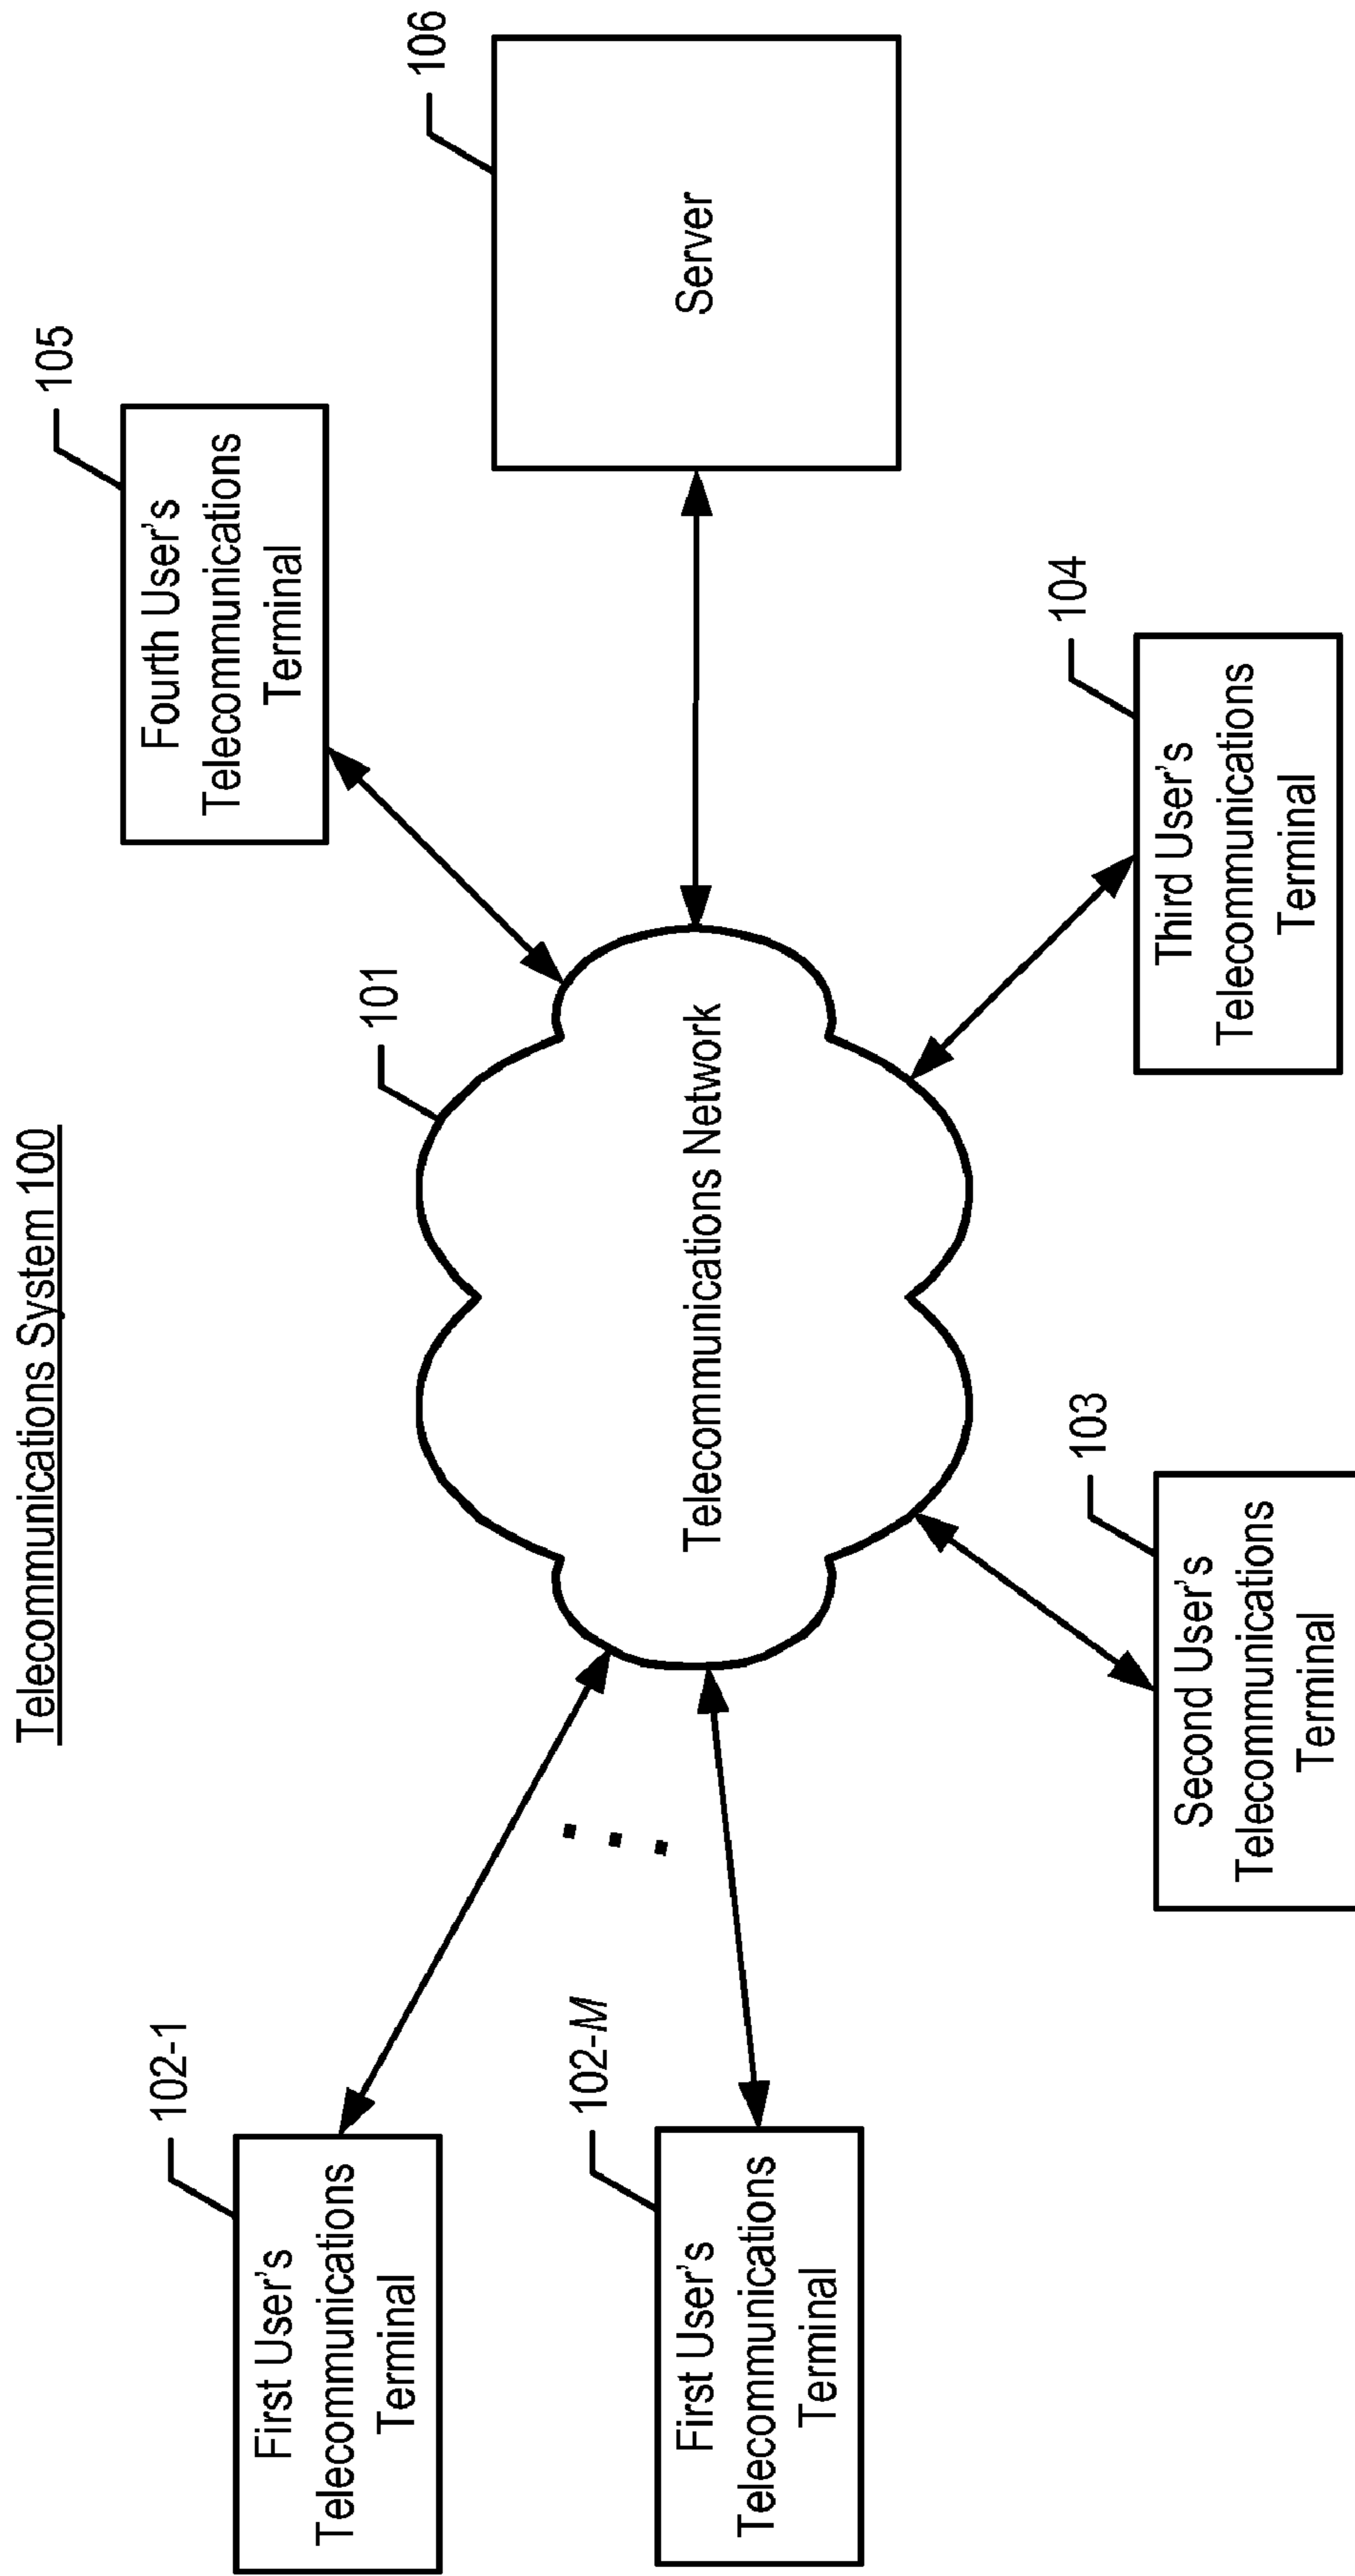 Telecommunications System 100
102-1
First User's
Telecommunications
Terminal
102-M
First User's
Telecommunications
Terminal
101
Telecommunications Network
105
Fourth User's
Telecommunications
Terminal
106
Server
103
Second User's
Telecommunications
Terminal
104
Third User's
Telecommunications
Terminal